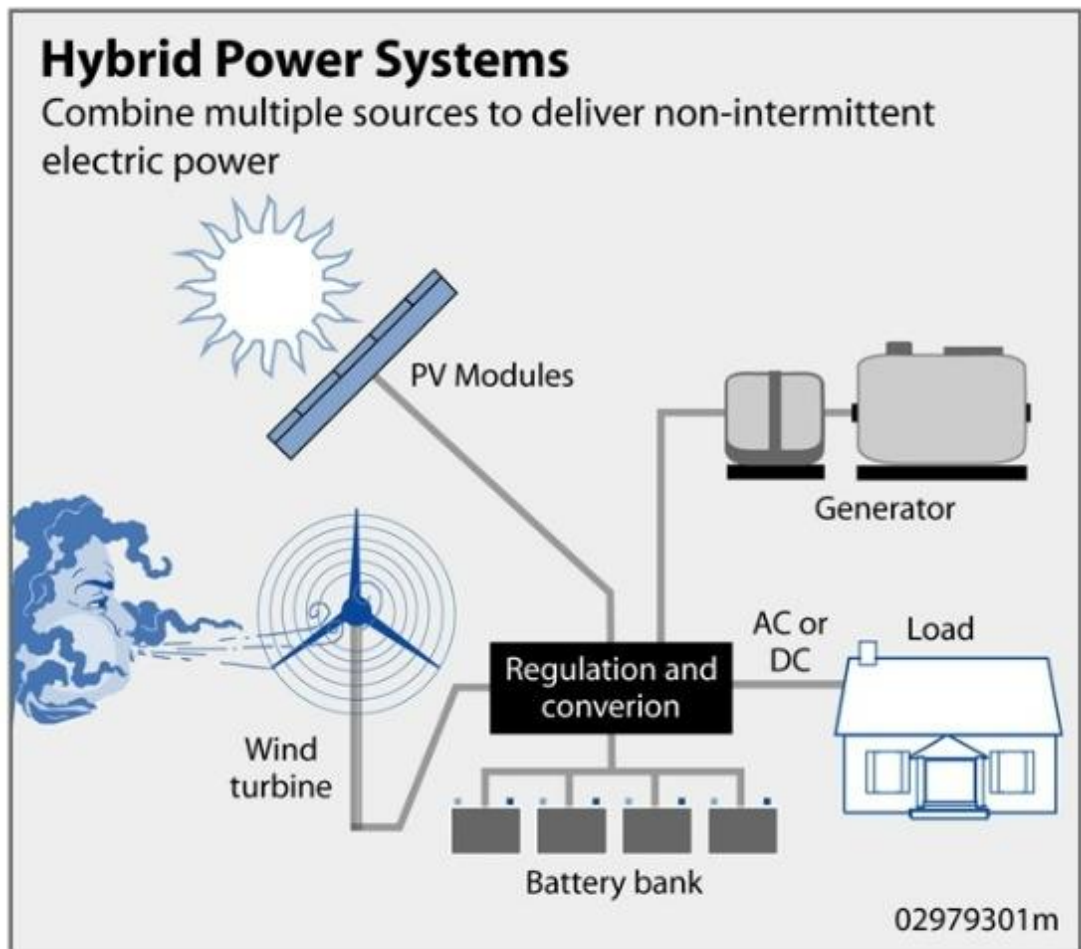 Hybrid Power Systems
Combine multiple sources to deliver non-intermittent
electric power
PV Modules
Generator
AC or
DC
Load
Regulation and
converion
Wind
turbine
Battery bank
02979301m